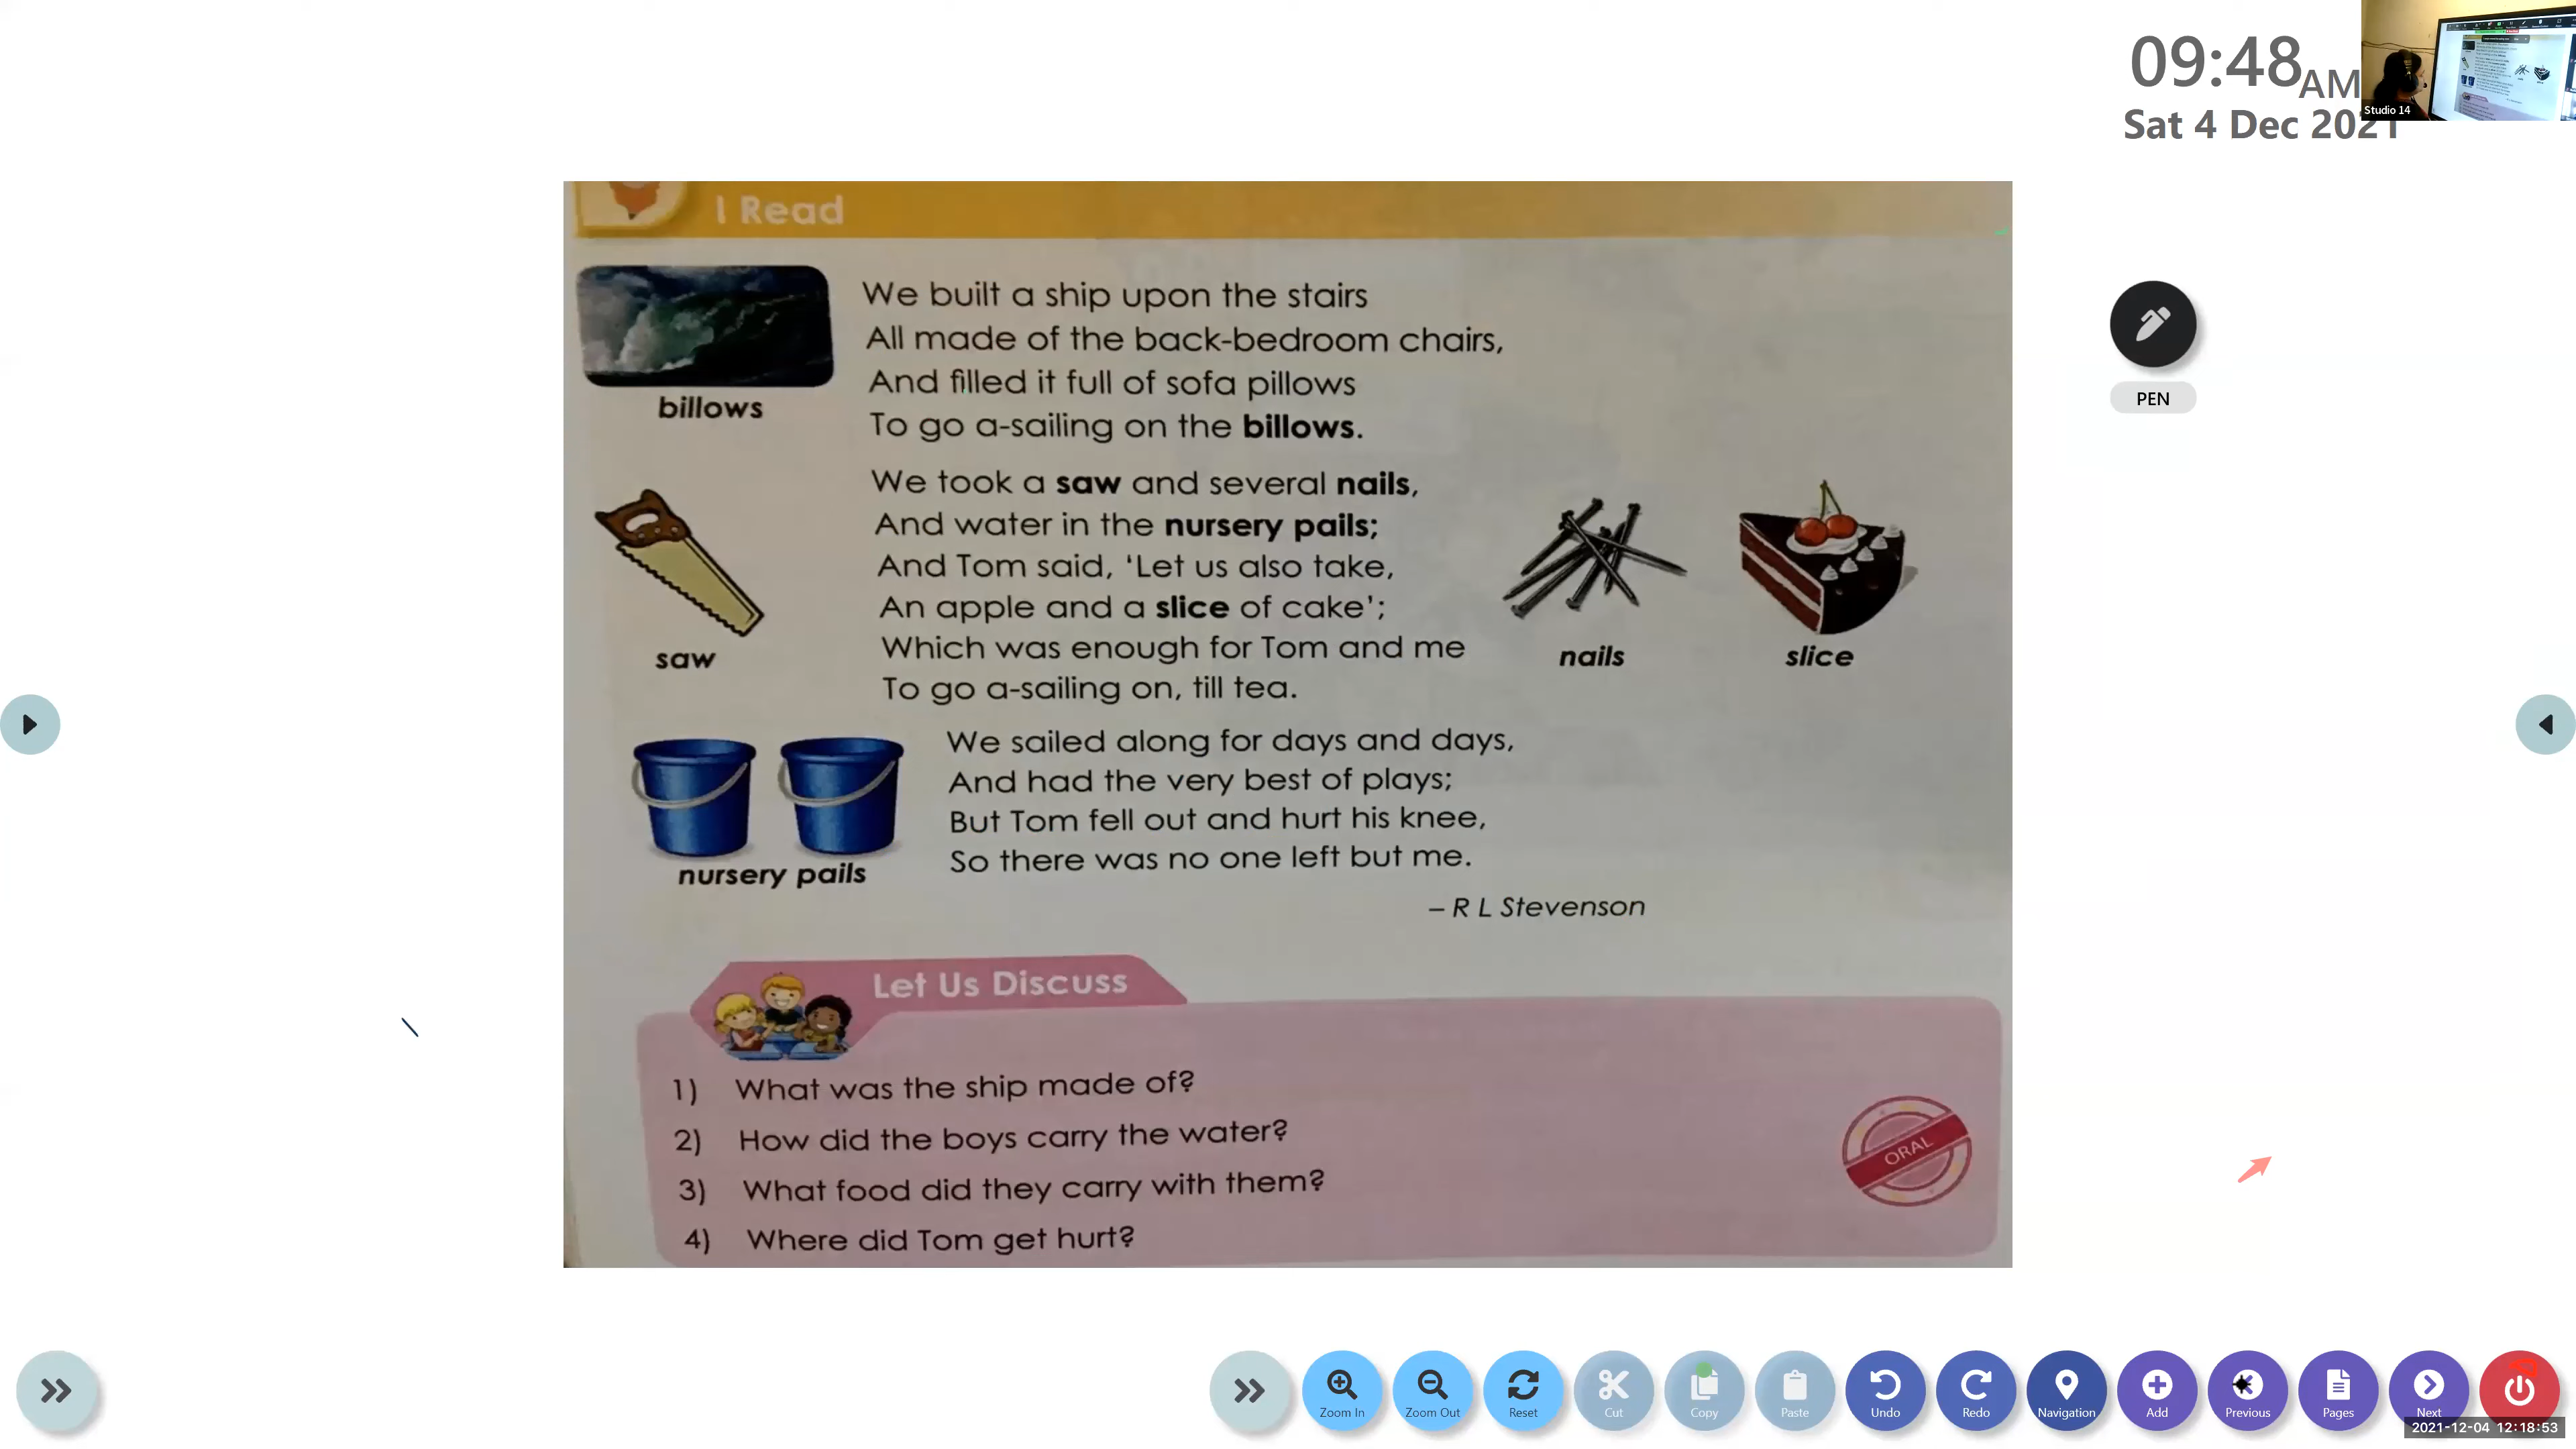 09:48 AM
Sat 4 Dec 2021
Studio 14
I Read
We built a ship upon the stairs
All made of the back-bedroom chairs,
And filled it full of sofa pillows
To go a-sailing on the billows.
billows
We took a saw and several nails,
And water in the nursery pails;
And Tom said, ‘Let us also take,
An apple and a slice of cake’;
Which was enough for Tom and me
To go a-sailing on, till tea.
saw
nails
slice
We sailed along for days and days,
And had the very best of plays;
But Tom fell out and hurt his knee,
So there was no one left but me.
nursery pails
– R L Stevenson
Let Us Discuss
1) What was the ship made of?
2) How did the boys carry the water?
3) What food did they carry with them?
4) Where did Tom get hurt?
ORAL
PEN
Zoom In
Zoom Out
Reset
Cut
Copy
Paste
Undo
Redo
Navigation
Add
Previous
Pages
Next
2021-12-04 12:18:53